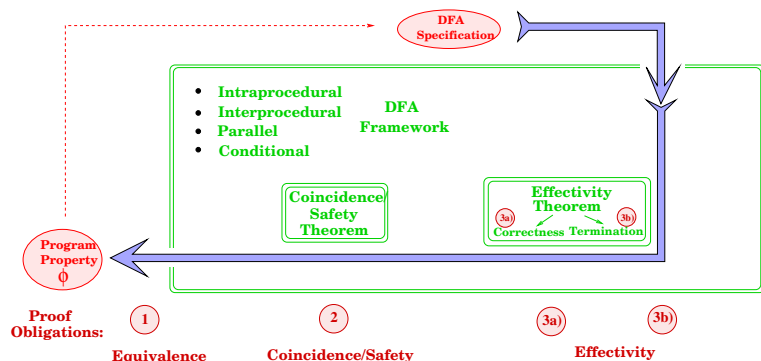 DFA
Specification
• Intraprocedural
• Interprocedural
• Parallel
• Conditional
DFA
Framework
Coincidence/
Safety
Theorem
Effectivity
Theorem
3a)
3b)
Correctness
Termination
Program
Property
ϕ
Proof
Obligations:
1
2
3a)
3b)
Equivalence
Coincidence/Safety
Effectivity